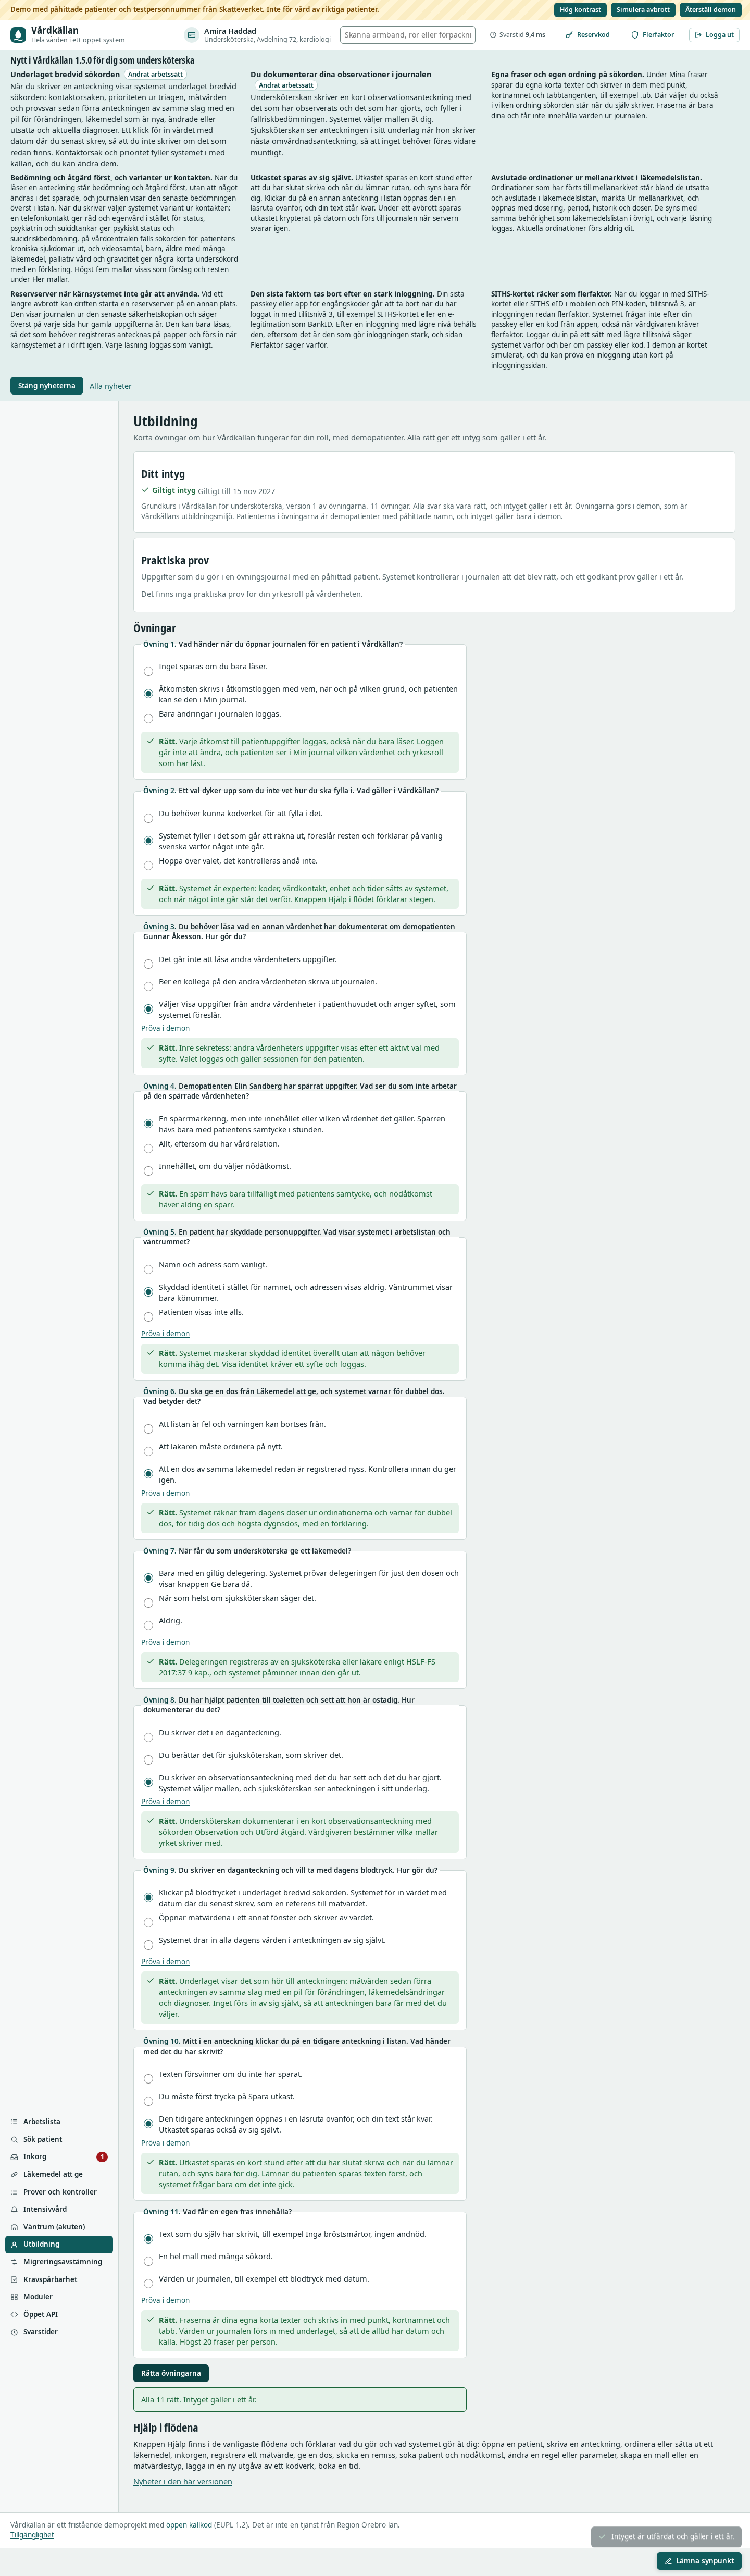 Demo med påhittade patienter och testpersonnummer från Skatteverket. Inte för vård av riktiga patienter.
Hög kontrast
Simulera avbrott
Återställ demon
Vårdkällan
Hela vården i ett öppet system
Amira Haddad
Undersköterska, Avdelning 72, kardiologi
Skanna armband, rör eller förpackni
Svarstid 9,4 ms
Reservkod
Flerfaktor
Logga ut
Nytt i Vårdkällan 1.5.0 för dig som undersköterska
Underlaget bredvid sökorden
Ändrat arbetssätt
När du skriver en anteckning visar systemet underlaget bredvid
sökorden: kontaktorsaken, prioriteten ur triagen, mätvärden
och provsvar sedan förra anteckningen av samma slag med en
pil för förändringen, läkemedel som är nya, ändrade eller
utsatta och aktuella diagnoser. Ett klick för in värdet med
datum där du senast skrev, så att du inte skriver om det som
redan finns. Kontaktorsak och prioritet fyller systemet i med
källan, och du kan ändra dem.
Du dokumenterar dina observationer i journalen
Ändrat arbetssätt
Undersköterskan skriver en kort observationsanteckning med
det som har observerats och det som har gjorts, och fyller i
fallriskbedömningen. Systemet väljer mallen åt dig.
Sjuksköterskan ser anteckningen i sitt underlag när hon skriver
nästa omvårdnadsanteckning, så att inget behöver föras vidare
muntligt.
Egna fraser och egen ordning på sökorden. Under Mina fraser
sparar du egna korta texter och skriver in dem med punkt,
kortnamnet och tabbtangenten, till exempel .ub. Där väljer du också
i vilken ordning sökorden står när du själv skriver. Fraserna är bara
dina och får inte innehålla värden ur journalen.
Bedömning och åtgärd först, och varianter ur kontakten. När du
läser en anteckning står bedömning och åtgärd först, utan att något
i den har sparats om, och journalen visar den senaste bedömningen
överst i listan. När du skriver väljer systemet variant ur kontakten:
en telefonkontakt ger råd och egenvård i stället för status,
psykiatrin och suicidtankar ger psykiskt status och
suicidriskbedömning, på vårdcentralen fälls sökorden för patientens
kroniska sjukdomar ut, och videosamtal, barn, äldre med många
läkemedel, palliativ vård och graviditet ger några korta undersökord
med en förklaring. Högst fem mallar visas som förslag och resten
under Fler mallar.
Utkastet sparas av sig självt. Utkastet sparas en kort stund efter
att du har slutat skriva och när du lämnar rutan, och syns bara för
dig. Klickar du på en annan anteckning i listan öppnas den i en
läsruta ovanför, och din text står kvar. Under ett avbrott sparas
utkastet krypterat på datorn och förs till journalen när servern
svarar igen.
Avslutade ordinationer ur mellanarkivet i läkemedelslistan.
Ordinationer som har förts till mellanarkivet står bland de utsatta
och avslutade i läkemedelslistan, märkta Ur mellanarkivet, och
öppnas med dosering, period, historik och doser. De syns med
samma behörighet som läkemedelslistan i övrigt, och varje läsning
loggas. Aktuella ordinationer förs aldrig dit.
Reservserver när kärnsystemet inte går att använda. Vid ett
längre avbrott kan driften starta en reservserver på en annan plats.
Den visar journalen ur den senaste säkerhetskopian och säger
överst på varje sida hur gamla uppgifterna är. Den kan bara läsas,
så det som behöver registreras antecknas på papper och förs in när
kärnsystemet är i drift igen. Varje läsning loggas som vanligt.
Den sista faktorn tas bort efter en stark inloggning. Din sista
passkey eller app för engångskoder går att ta bort när du har
loggat in med tillitsnivå 3, till exempel SITHS-kortet eller en e-
legitimation som BankID. Efter en inloggning med lägre nivå behålls
den, eftersom det är den som gör inloggningen stark, och sidan
Flerfaktor säger varför.
SITHS-kortet räcker som flerfaktor. När du loggar in med SITHS-
kortet eller SITHS eID i mobilen och PIN-koden, tillitsnivå 3, är
inloggningen redan flerfaktor. Systemet frågar inte efter din
passkey eller en kod från appen, också när vårdgivaren kräver
flerfaktor. Loggar du in på ett sätt med lägre tillitsnivå säger
systemet varför och ber om passkey eller kod. I demon är kortet
simulerat, och du kan pröva en inloggning utan kort på
inloggningssidan.
Stäng nyheterna
Alla nyheter
Utbildning
Korta övningar om hur Vårdkällan fungerar för din roll, med demopatienter. Alla rätt ger ett intyg som gäller i ett år.
Ditt intyg
Giltigt intyg Giltigt till 15 nov 2027
Grundkurs i Vårdkällan för undersköterska, version 1 av övningarna. 11 övningar. Alla svar ska vara rätt, och intyget gäller i ett år. Övningarna görs i demon, som är
Vårdkällans utbildningsmiljö. Patienterna i övningarna är demopatienter med påhittade namn, och intyget gäller bara i demon.
Praktiska prov
Uppgifter som du gör i en övningsjournal med en påhittad patient. Systemet kontrollerar i journalen att det blev rätt, och ett godkänt prov gäller i ett år.
Det finns inga praktiska prov för din yrkesroll på vårdenheten.
Övningar
Övning 1. Vad händer när du öppnar journalen för en patient i Vårdkällan?
Inget sparas om du bara läser.
Åtkomsten skrivs i åtkomstloggen med vem, när och på vilken grund, och patienten
kan se den i Min journal.
Bara ändringar i journalen loggas.
Rätt. Varje åtkomst till patientuppgifter loggas, också när du bara läser. Loggen
går inte att ändra, och patienten ser i Min journal vilken vårdenhet och yrkesroll
som har läst.
Övning 2. Ett val dyker upp som du inte vet hur du ska fylla i. Vad gäller i Vårdkällan?
Du behöver kunna kodverket för att fylla i det.
Systemet fyller i det som går att räkna ut, föreslår resten och förklarar på vanlig
svenska varför något inte går.
Hoppa över valet, det kontrolleras ändå inte.
Rätt. Systemet är experten: koder, vårdkontakt, enhet och tider sätts av systemet,
och när något inte går står det varför. Knappen Hjälp i flödet förklarar stegen.
Övning 3. Du behöver läsa vad en annan vårdenhet har dokumenterat om demopatienten
Gunnar Åkesson. Hur gör du?
Det går inte att läsa andra vårdenheters uppgifter.
Ber en kollega på den andra vårdenheten skriva ut journalen.
Väljer Visa uppgifter från andra vårdenheter i patienthuvudet och anger syftet, som
systemet föreslår.
Pröva i demon
Rätt. Inre sekretess: andra vårdenheters uppgifter visas efter ett aktivt val med
syfte. Valet loggas och gäller sessionen för den patienten.
Övning 4. Demopatienten Elin Sandberg har spärrat uppgifter. Vad ser du som inte arbetar
på den spärrade vårdenheten?
En spärrmarkering, men inte innehållet eller vilken vårdenhet det gäller. Spärren
hävs bara med patientens samtycke i stunden.
Allt, eftersom du har vårdrelation.
Innehållet, om du väljer nödåtkomst.
Rätt. En spärr hävs bara tillfälligt med patientens samtycke, och nödåtkomst
häver aldrig en spärr.
Övning 5. En patient har skyddade personuppgifter. Vad visar systemet i arbetslistan och
väntrummet?
Namn och adress som vanligt.
Skyddad identitet i stället för namnet, och adressen visas aldrig. Väntrummet visar
bara könummer.
Patienten visas inte alls.
Pröva i demon
Rätt. Systemet maskerar skyddad identitet överallt utan att någon behöver
komma ihåg det. Visa identitet kräver ett syfte och loggas.
Övning 6. Du ska ge en dos från Läkemedel att ge, och systemet varnar för dubbel dos.
Vad betyder det?
Att listan är fel och varningen kan bortses från.
Att läkaren måste ordinera på nytt.
Att en dos av samma läkemedel redan är registrerad nyss. Kontrollera innan du ger
igen.
Pröva i demon
Rätt. Systemet räknar fram dagens doser ur ordinationerna och varnar för dubbel
dos, för tidig dos och högsta dygnsdos, med en förklaring.
Övning 7. När får du som undersköterska ge ett läkemedel?
Bara med en giltig delegering. Systemet prövar delegeringen för just den dosen och
visar knappen Ge bara då.
När som helst om sjuksköterskan säger det.
Aldrig.
Pröva i demon
Rätt. Delegeringen registreras av en sjuksköterska eller läkare enligt HSLF-FS
2017:37 9 kap., och systemet påminner innan den går ut.
Övning 8. Du har hjälpt patienten till toaletten och sett att hon är ostadig. Hur
dokumenterar du det?
Du skriver det i en daganteckning.
Du berättar det för sjuksköterskan, som skriver det.
Du skriver en observationsanteckning med det du har sett och det du har gjort.
Systemet väljer mallen, och sjuksköterskan ser anteckningen i sitt underlag.
Pröva i demon
Rätt. Undersköterskan dokumenterar i en kort observationsanteckning med
sökorden Observation och Utförd åtgärd. Vårdgivaren bestämmer vilka mallar
yrket skriver med.
Övning 9. Du skriver en daganteckning och vill ta med dagens blodtryck. Hur gör du?
Klickar på blodtrycket i underlaget bredvid sökorden. Systemet för in värdet med
datum där du senast skrev, som en referens till mätvärdet.
Öppnar mätvärdena i ett annat fönster och skriver av värdet.
Systemet drar in alla dagens värden i anteckningen av sig självt.
Pröva i demon
Rätt. Underlaget visar det som hör till anteckningen: mätvärden sedan förra
anteckningen av samma slag med en pil för förändringen, läkemedelsändringar
och diagnoser. Inget förs in av sig självt, så att anteckningen bara får med det du
väljer.
Övning 10. Mitt i en anteckning klickar du på en tidigare anteckning i listan. Vad händer
med det du har skrivit?
Texten försvinner om du inte har sparat.
Du måste först trycka på Spara utkast.
Den tidigare anteckningen öppnas i en läsruta ovanför, och din text står kvar.
Utkastet sparas också av sig självt.
Pröva i demon
Rätt. Utkastet sparas en kort stund efter att du har slutat skriva och när du lämnar
rutan, och syns bara för dig. Lämnar du patienten sparas texten först, och
systemet frågar bara om det inte gick.
Övning 11. Vad får en egen fras innehålla?
Text som du själv har skrivit, till exempel Inga bröstsmärtor, ingen andnöd.
En hel mall med många sökord.
Värden ur journalen, till exempel ett blodtryck med datum.
Pröva i demon
Rätt. Fraserna är dina egna korta texter och skrivs in med punkt, kortnamnet och
tabb. Värden ur journalen förs in med underlaget, så att de alltid har datum och
källa. Högst 20 fraser per person.
Rätta övningarna
Alla 11 rätt. Intyget gäller i ett år.
Hjälp i flödena
Knappen Hjälp finns i de vanligaste flödena och förklarar vad du gör och vad systemet gör åt dig: öppna en patient, skriva en anteckning, ordinera eller sätta ut ett
läkemedel, inkorgen, registrera ett mätvärde, ge en dos, skicka en remiss, söka patient och nödåtkomst, ändra en regel eller parameter, skapa en mall eller en
mätvärdestyp, lägga in en ny utgåva av ett kodverk, boka en tid.
Nyheter i den här versionen
Arbetslista
Sök patient
Inkorg
1
Läkemedel att ge
Prover och kontroller
Intensivvård
Väntrum (akuten)
Utbildning
Migreringsavstämning
Kravspårbarhet
Moduler
Öppet API
Svarstider
Vårdkällan är ett fristående demoprojekt med öppen källkod (EUPL 1.2). Det är inte en tjänst från Region Örebro län.
Tillgänglighet
Intyget är utfärdat och gäller i ett år.
Lämna synpunkt